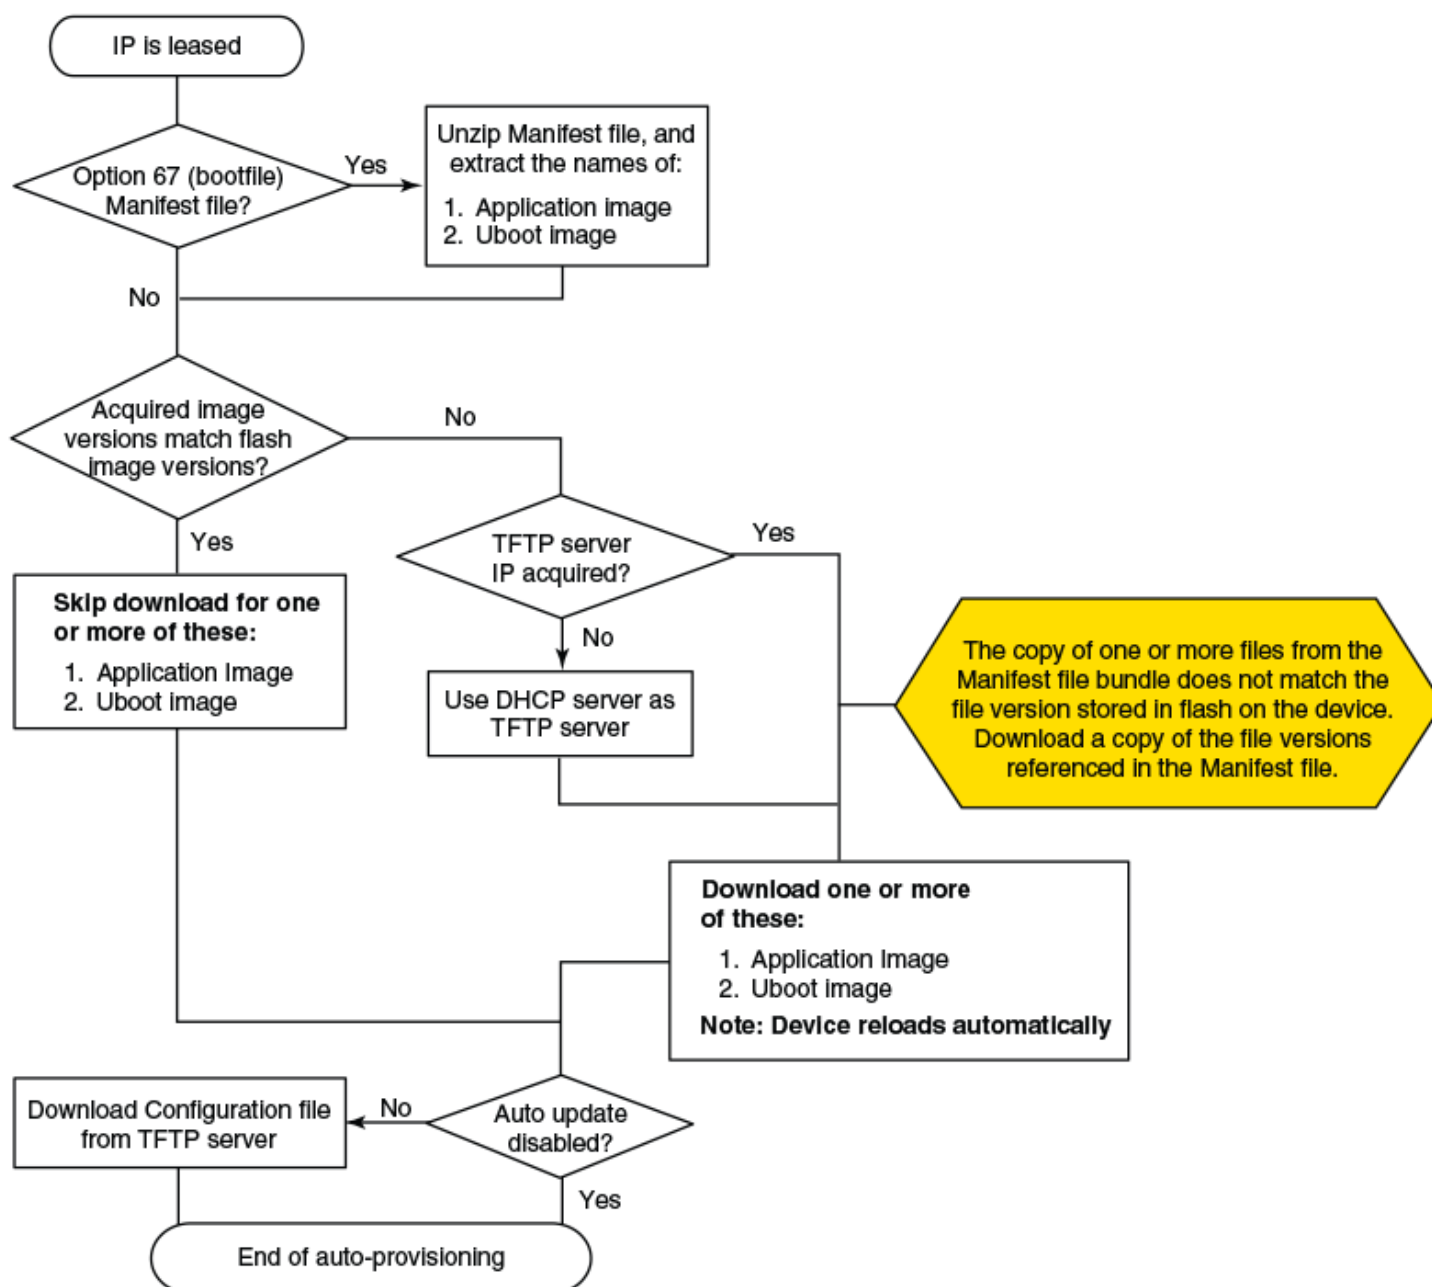 IP is leased
Option 67 (bootfile)
Manifest file?
Yes
Unzip Manifest file, and
extract the names of:
1. Application image
2. Uboot image
No
Acquired image
versions match flash
image versions?
No
Yes
TFTP server
IP acquired?
Yes
No
Skip download for one
or more of these:
1. Application Image
2. Uboot image
Use DHCP server as
TFTP server
The copy of one or more files from the
Manifest file bundle does not match the
file version stored in flash on the device.
Download a copy of the file versions
referenced in the Manifest file.
Download one or more
of these:
1. Application Image
2. Uboot image
Note: Device reloads automatically
Auto update
disabled?
No
Download Configuration file
from TFTP server
Yes
End of auto-provisioning